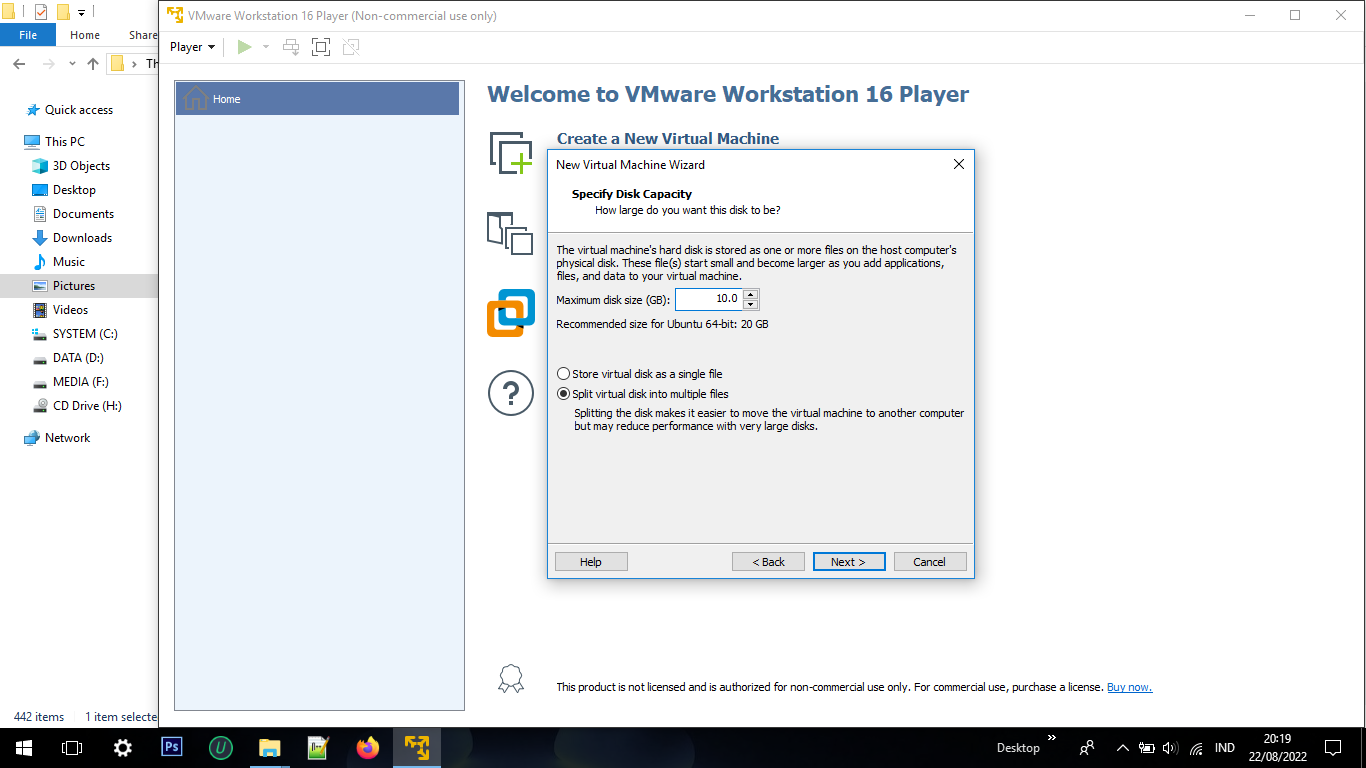 VMware Workstation 16 Player (Non-commercial use only)
File
Home
Share
Player
Th
Quick access
This PC
3D Objects
Desktop
Documents
Downloads
Music
Pictures
Videos
SYSTEM (C:)
DATA (D:)
MEDIA (F:)
CD Drive (H:)
Network
442 items
1 item selecte
Home
Welcome to VMware Workstation 16 Player
Create a New Virtual Machine
?
New Virtual Machine Wizard
Specify Disk Capacity
How large do you want this disk to be?
The virtual machine's hard disk is stored as one or more files on the host computer's
physical disk. These file(s) start small and become larger as you add applications,
files, and data to your virtual machine.
Maximum disk size (GB): 10.0
Recommended size for Ubuntu 64-bit: 20 GB
Store virtual disk as a single file
Split virtual disk into multiple files
Splitting the disk makes it easier to move the virtual machine to another computer
but may reduce performance with very large disks.
Help
< Back
Next >
Cancel
This product is not licensed and is authorized for non-commercial use only. For commercial use, purchase a license. Buy now.
Ps
U
Desktop
IND
20:19
22/08/2022